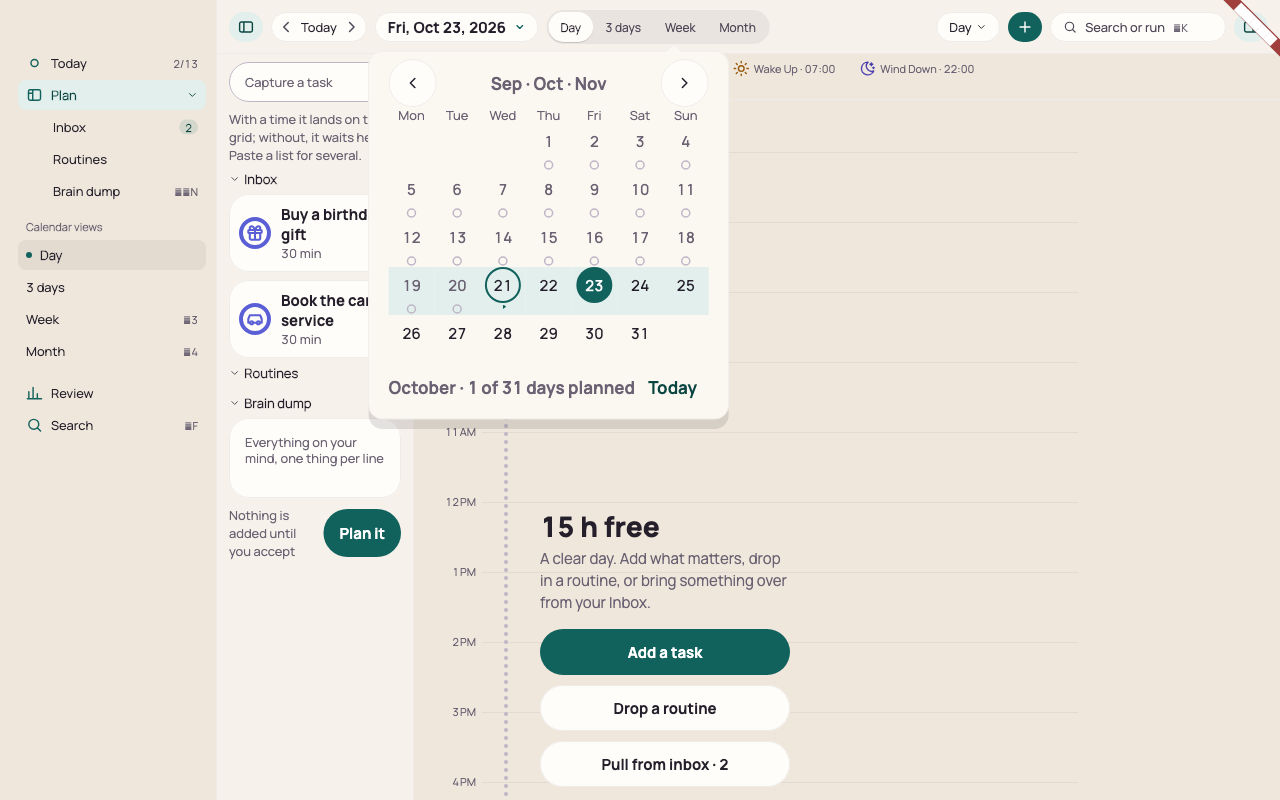 Today
2/13
Plan
Inbox
2
Routines
Brain dump
N
Calendar views
Day
3 days
Week
3
Month
4
Review
Search
F
Today
Fri, Oct 23, 2026
Day
3 days
Week
Month
Day
Search or run
K
Wake Up · 07:00
Wind Down · 22:00
Capture a task
With a time it lands on t
grid; without, it waits he
Paste a list for several.
Inbox
Buy a birthd
gift
30 min
Book the car
service
30 min
Routines
Brain dump
Everything on your
mind, one thing per line
Nothing is
added until
you accept
Plan it
Sep · Oct · Nov
Mon Tue Wed Thu Fri Sat Sun
1 2 3 4
5 6 7 8 9 10 11
12 13 14 15 16 17 18
19 20 21 22 23 24 25
26 27 28 29 30 31
October · 1 of 31 days planned
Today
11 AM
12 PM
15 h free
A clear day. Add what matters, drop
1 PM
in a routine, or bring something over
from your Inbox.
2 PM
Add a task
3 PM
Drop a routine
Pull from inbox · 2
4 PM